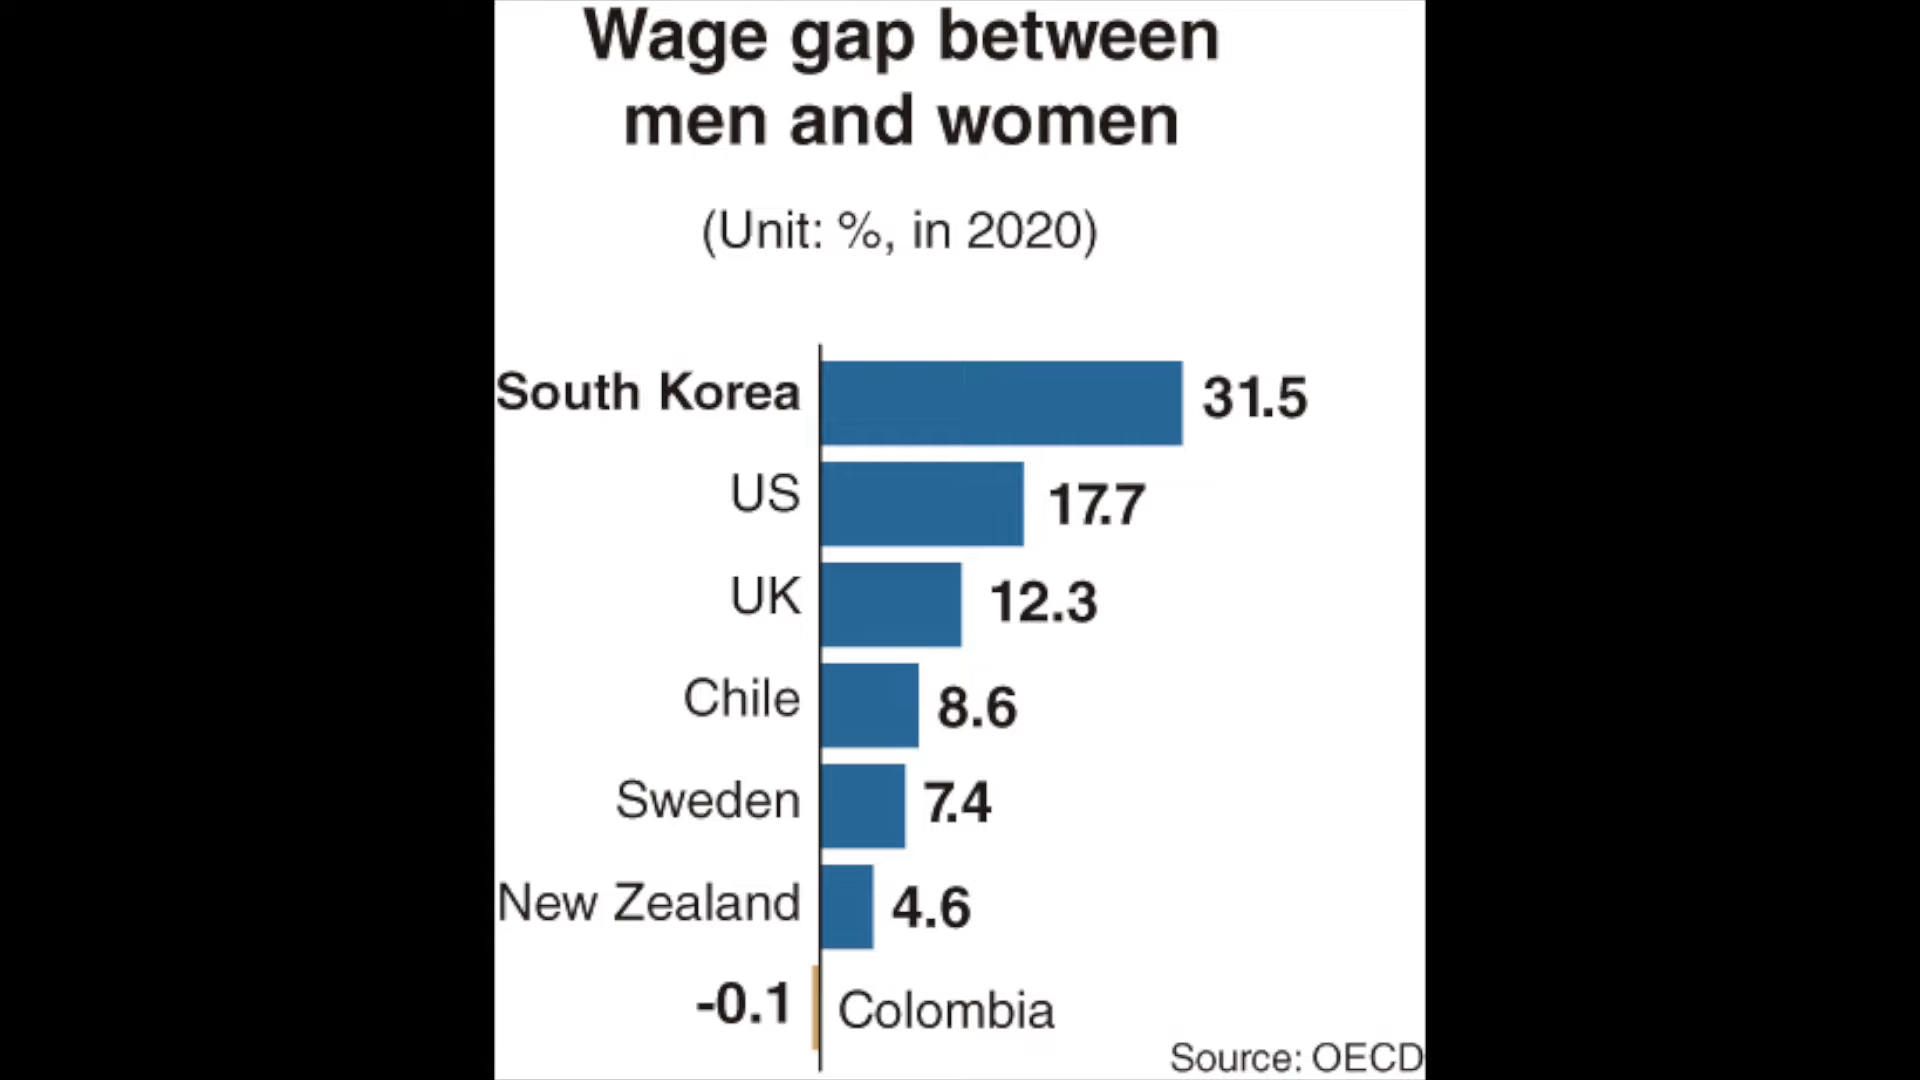 Wage gap between
men and women
(Unit: %, in 2020)
South Korea 31.5
US 17.7
UK 12.3
Chile 8.6
Sweden 7.4
New Zealand 4.6
-0.1 Colombia
Source: OECD